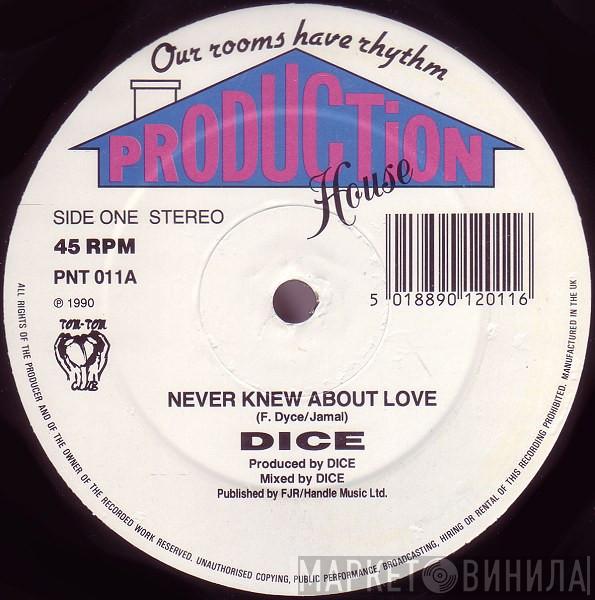 Our rooms have rhythm
PRODUCTiON
House
SIDE ONE STEREO
45 RPM
PNT 011A
℗ 1990
TOM-TOM
CLUB
5 018890 120116
NEVER KNEW ABOUT LOVE
(F. Dyce/Jamal)
DICE
Produced by DICE
Mixed by DICE
Published by FJR/Handle Music Ltd.
ALL RIGHTS OF THE PRODUCER AND OF THE OWNER OF THE RECORDED WORK RESERVED. UNAUTHORISED COPYING, PUBLIC PERFORMANCE, BROADCASTING, HIRING OR RENTAL OF THIS RECORDING PROHIBITED. MANUFACTURED IN THE UK
МАРКЕТ ВИНИЛА